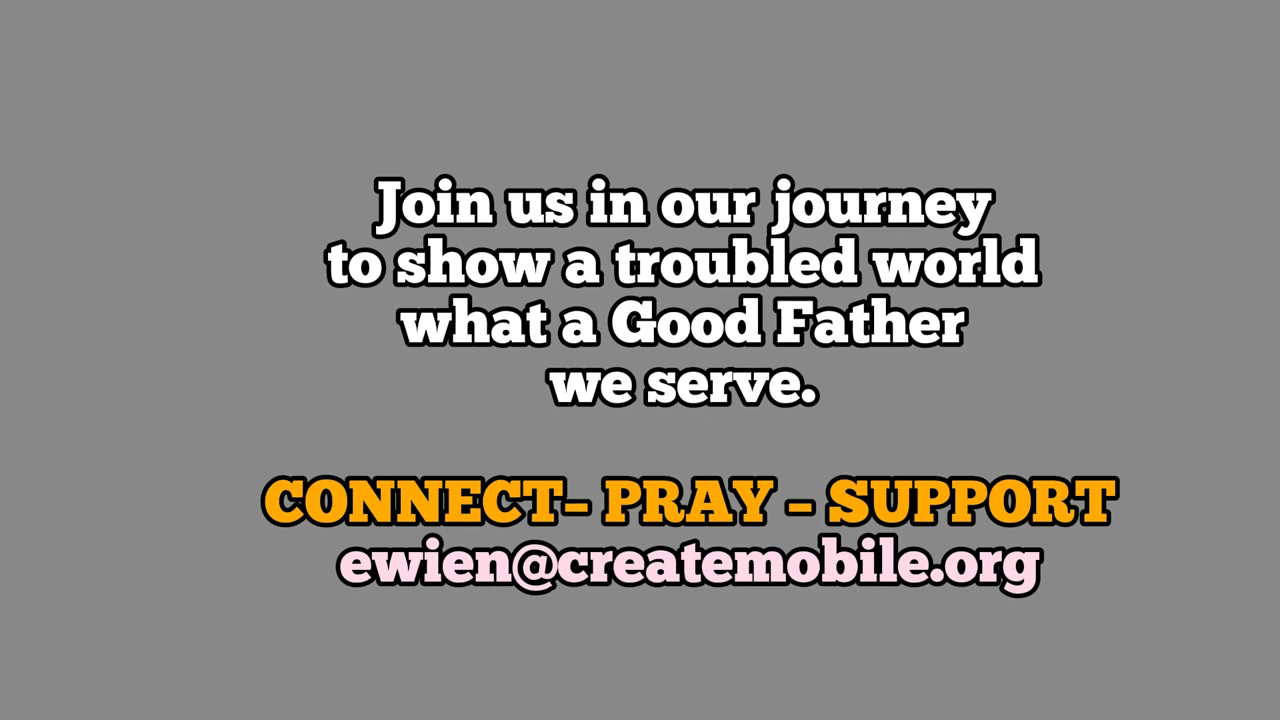 Join us in our journey
to show a troubled world
what a Good Father
we serve.
CONNECT- PRAY - SUPPORT
ewien@createmobile.org